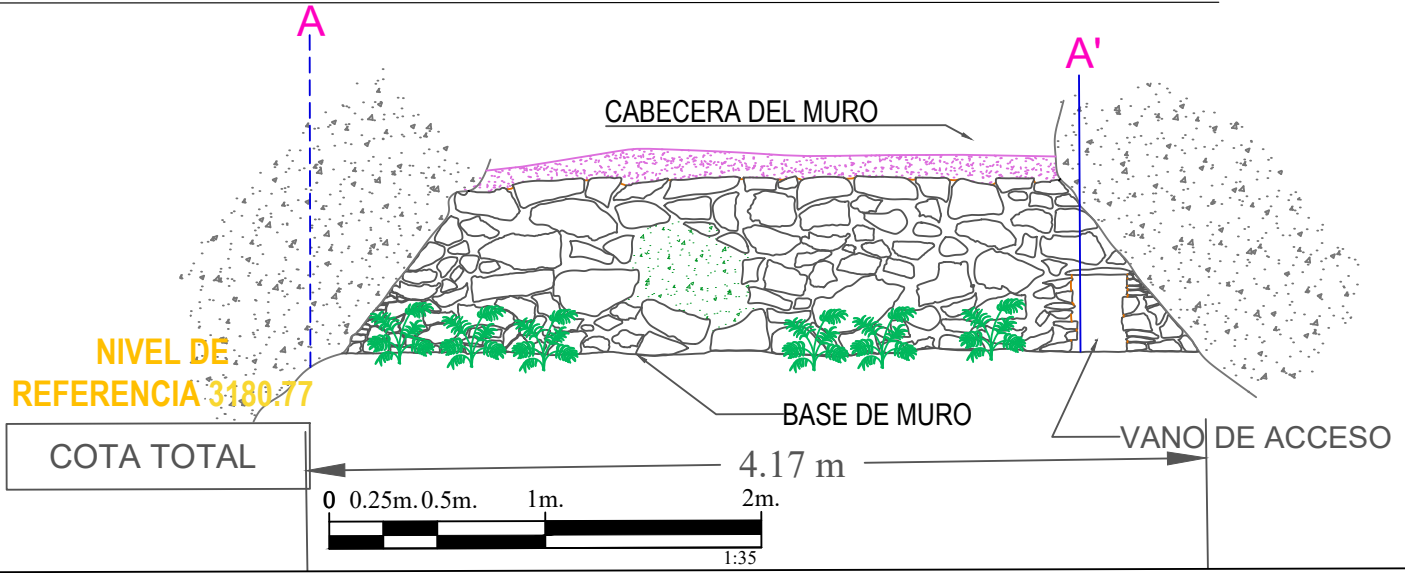 A
A'
CABECERA DEL MURO
NIVEL DE
REFERENCIA 3180.77
BASE DE MURO
VANO DE ACCESO
COTA TOTAL
4.17 m
0 0.25m. 0.5m. 1m. 2m.
1:35